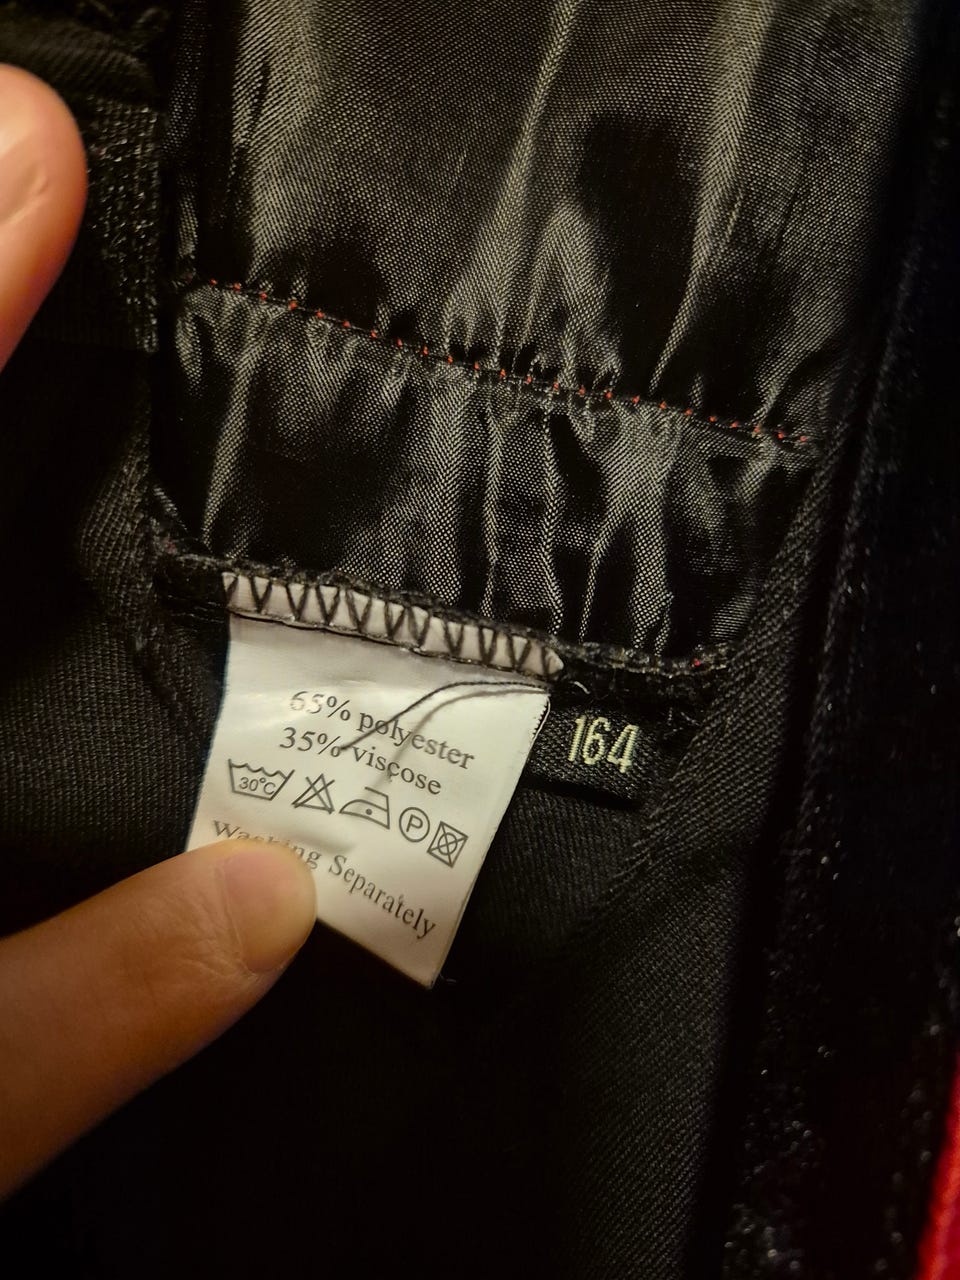 65% polyester
35% viscose
30°C
P
Washing Separately
164